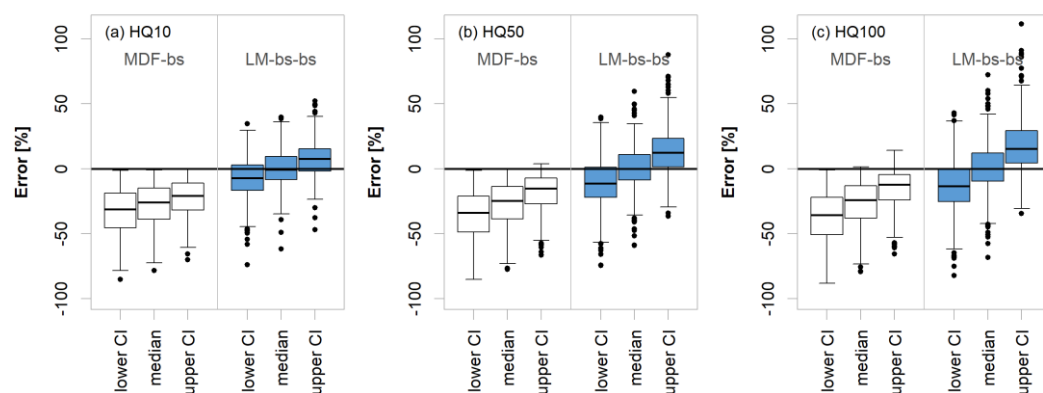 (a) HQ10
MDF-bs LM-bs-bs
Error [%]
100
50
0
-50
-100
lower CI
median
upper CI
lower CI
median
upper CI
(b) HQ50
MDF-bs LM-bs-bs
Error [%]
100
50
0
-50
-100
lower CI
median
upper CI
lower CI
median
upper CI
(c) HQ100
MDF-bs LM-bs-bs
Error [%]
100
50
0
-50
-100
lower CI
median
upper CI
lower CI
median
upper CI